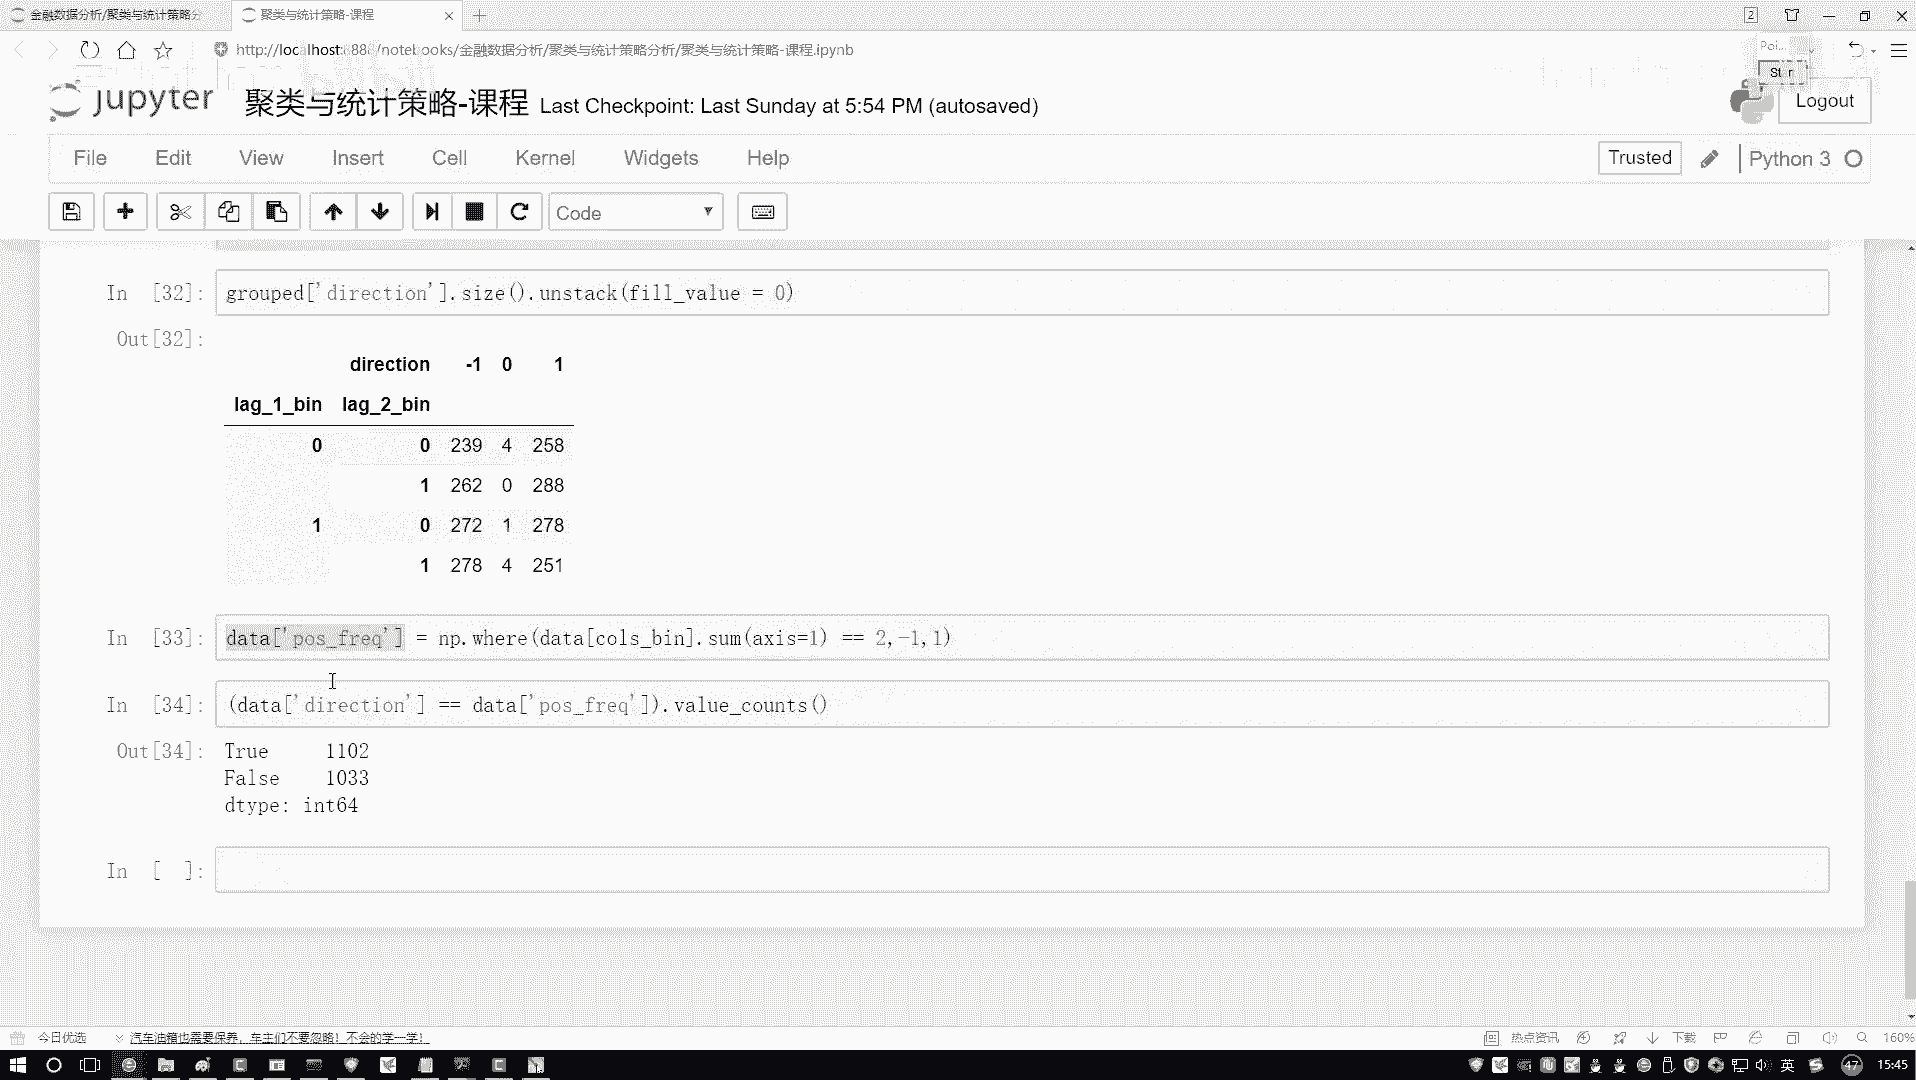 金融数据分析/聚类与统计策略分
聚类与统计策略-课程
2
http://localhost:888/notebooks/金融数据分析/聚类与统计策略分析/聚类与统计策略-课程.ipynb
Poi...
jupyter
聚类与统计策略-课程 Last Checkpoint: Last Sunday at 5:54 PM (autosaved)
Logout
File Edit View Insert Cell Kernel Widgets Help
Trusted
Python 3
Code
In [32]: grouped['direction'].size().unstack(fill_value = 0)
Out[32]:
direction -1 0 1
lag_1_bin lag_2_bin
0 0 239 4 258
1 262 0 288
1 0 272 1 278
1 278 4 251
In [33]: data['pos_freq'] = np.where(data[cols_bin].sum(axis=1) == 2,-1,1)
In [34]: (data['direction'] == data['pos_freq']).value_counts()
Out[34]: True 1102
False 1033
dtype: int64
In [ ]:
今日优选
汽车油箱也需要保养，车主们不要忽略！不会的学一学！
热点资讯
下载
160%
英
47
15:45